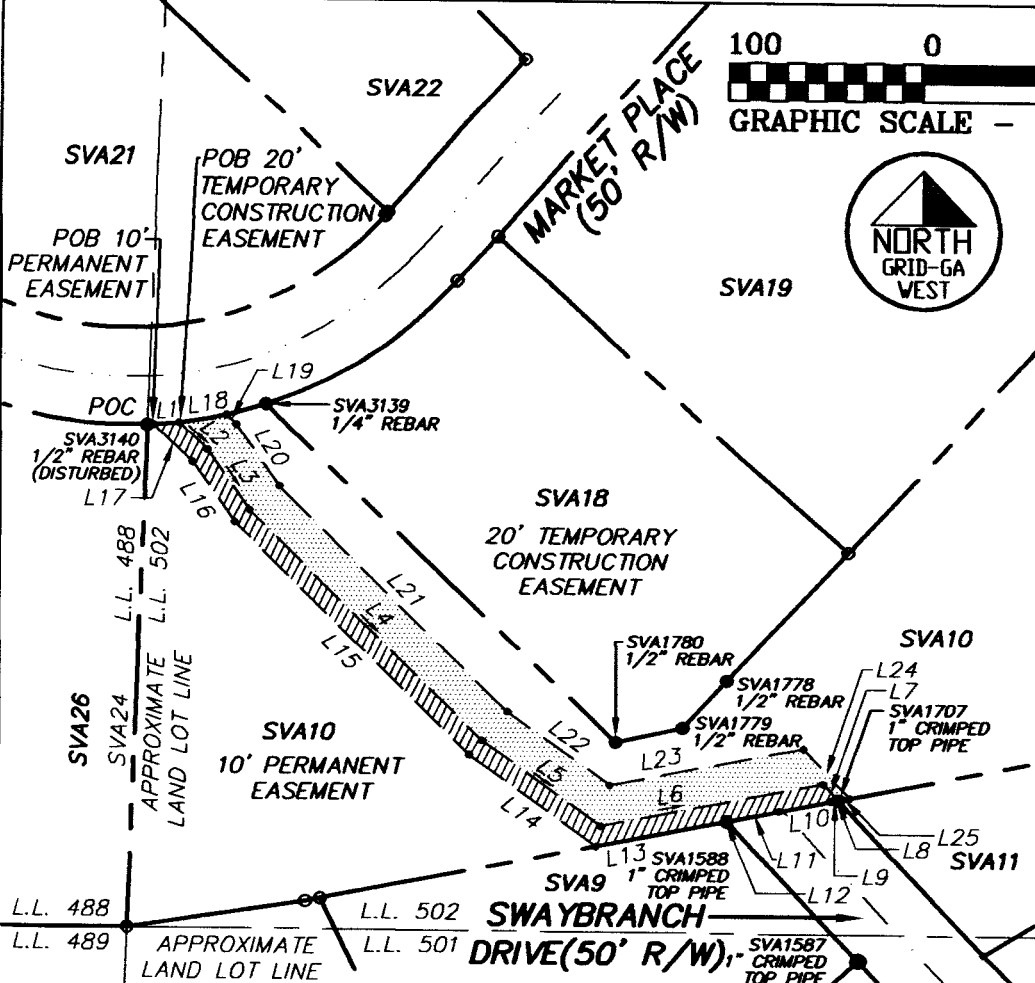 100 0
GRAPHIC SCALE -
SVA22
MARKET PLACE
(50' R/W)
SVA21
POB 20'
TEMPORARY
CONSTRUCTION
EASEMENT
POB 10'
PERMANENT
EASEMENT
NORTH
GRID-GA
WEST
SVA19
L19
POC
L1
L18
SVA3139
1/4" REBAR
SVA3140
1/2" REBAR
(DISTURBED)
L2
L20
L3
L17
L16
SVA18
20' TEMPORARY
CONSTRUCTION
EASEMENT
L.L. 488
L.L. 502
L21
L4
L15
SVA1780
1/2" REBAR
SVA10
L24
L7
SVA1778
1/2" REBAR
SVA1707
1" CRIMPED
TOP PIPE
SVA26
SVA24
APPROXIMATE
LAND LOT LINE
SVA10
10' PERMANENT
EASEMENT
L22
SVA1779
1/2" REBAR
L23
L5
L6
L14
L10
L25
L13
L11
L8
SVA1588
1" CRIMPED
TOP PIPE
L9
SVA11
SVA9
L12
L.L. 488
L.L. 502
SWAYBRANCH
DRIVE(50' R/W)
L.L. 489
APPROXIMATE
LAND LOT LINE
L.L. 501
SVA1587
1" CRIMPED
TOP PIPE